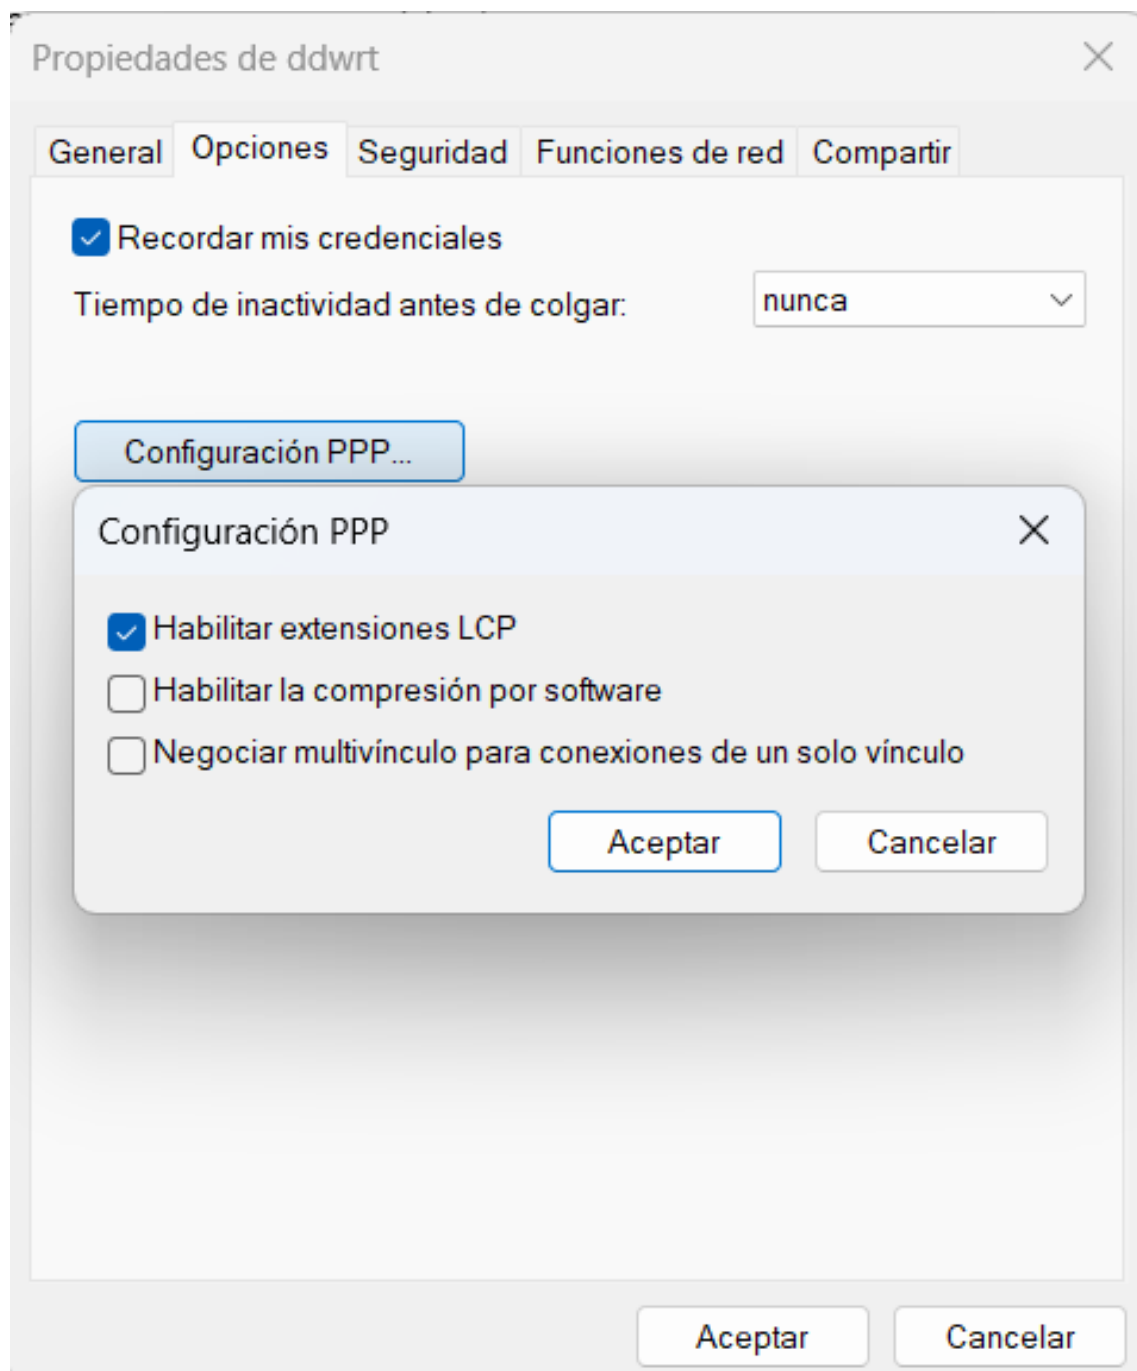 Propiedades de ddwrt
General Opciones Seguridad Funciones de red Compartir
Recordar mis credenciales
Tiempo de inactividad antes de colgar: nunca
Configuración PPP...
Configuración PPP
Habilitar extensiones LCP
Habilitar la compresión por software
Negociar multivínculo para conexiones de un solo vínculo
Aceptar Cancelar
Aceptar Cancelar